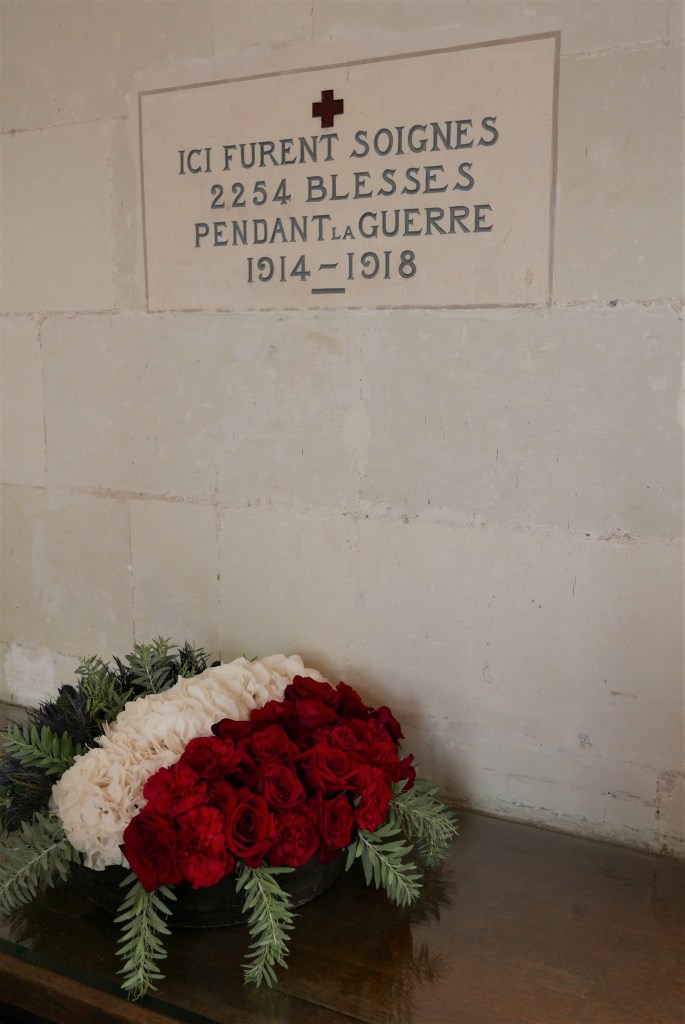 ICI FURENT SOIGNES
2254 BLESSES
PENDANT LA GUERRE
1914-1918